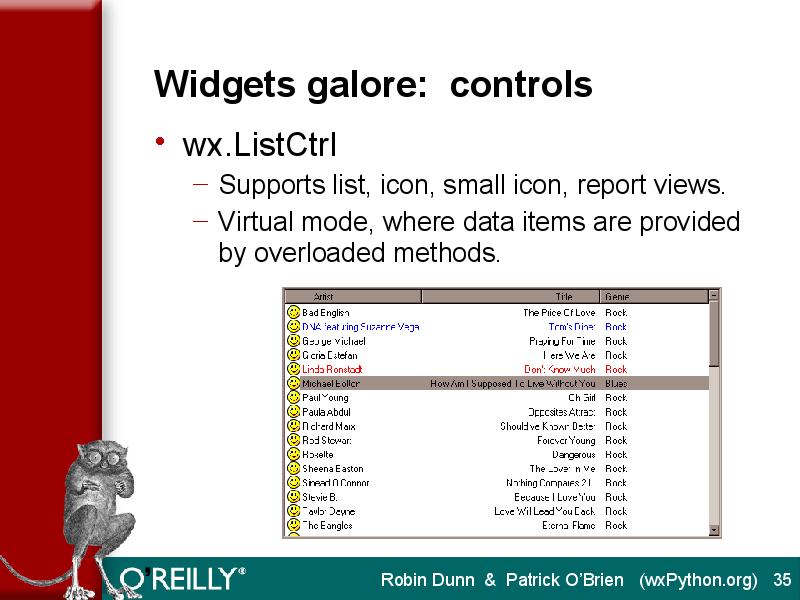 Widgets galore: controls
• wx.ListCtrl
– Supports list, icon, small icon, report views.
– Virtual mode, where data items are provided
by overloaded methods.
Artist Title Genre
Bad English The Price Of Love Rock
DNA featuring Suzanne Vega Tom's Diner Rock
George Michael Praying For Time Rock
Gloria Estefan Here We Are Rock
Linda Ronstadt Don't Know Much Rock
Michael Bolton How Am I Supposed To Live Without You Blues
Paul Young Oh Girl Rock
Paula Abdul Opposites Attract Rock
Richard Marx Should've Known Better Rock
Rod Stewart Forever Young Rock
Roxette Dangerous Rock
Sheena Easton The Lover In Me Rock
Sinead O'Connor Nothing Compares 2 U Rock
Stevie B. Because I Love You Rock
Taylor Dayne Love Will Lead You Back Rock
The Bangles Eternal Flame Rock
O'REILLY®
Robin Dunn & Patrick O'Brien (wxPython.org) 35